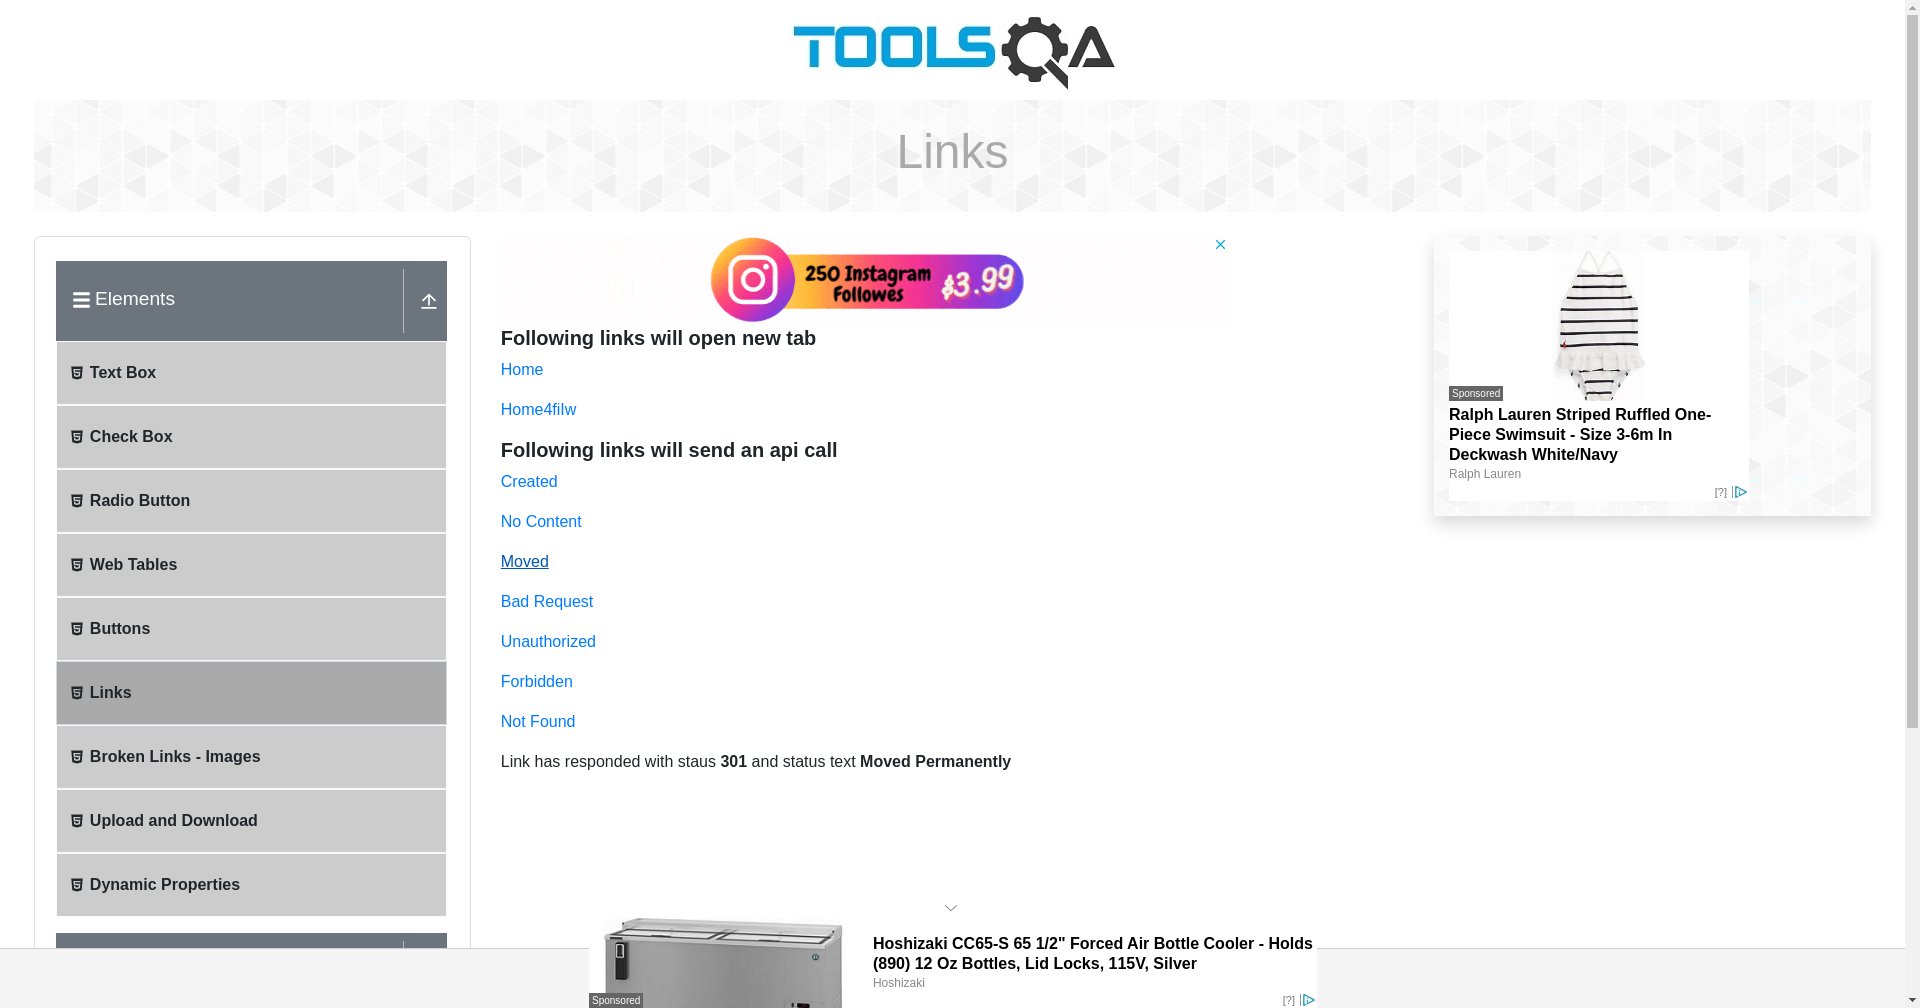 TOOLSQA
Links
Elements
Text Box
Check Box
Radio Button
Web Tables
Buttons
Links
Broken Links - Images
Upload and Download
Dynamic Properties
250 Instagram
Followes
$3.99
Following links will open new tab
Home
Home4fiIw
Following links will send an api call
Created
No Content
Moved
Bad Request
Unauthorized
Forbidden
Not Found
Link has responded with staus 301 and status text Moved Permanently
Sponsored
Ralph Lauren Striped Ruffled One-
Piece Swimsuit - Size 3-6m In
Deckwash White/Navy
Ralph Lauren
[?]
Hoshizaki CC65-S 65 1/2" Forced Air Bottle Cooler - Holds
(890) 12 Oz Bottles, Lid Locks, 115V, Silver
Hoshizaki
Sponsored
[?]